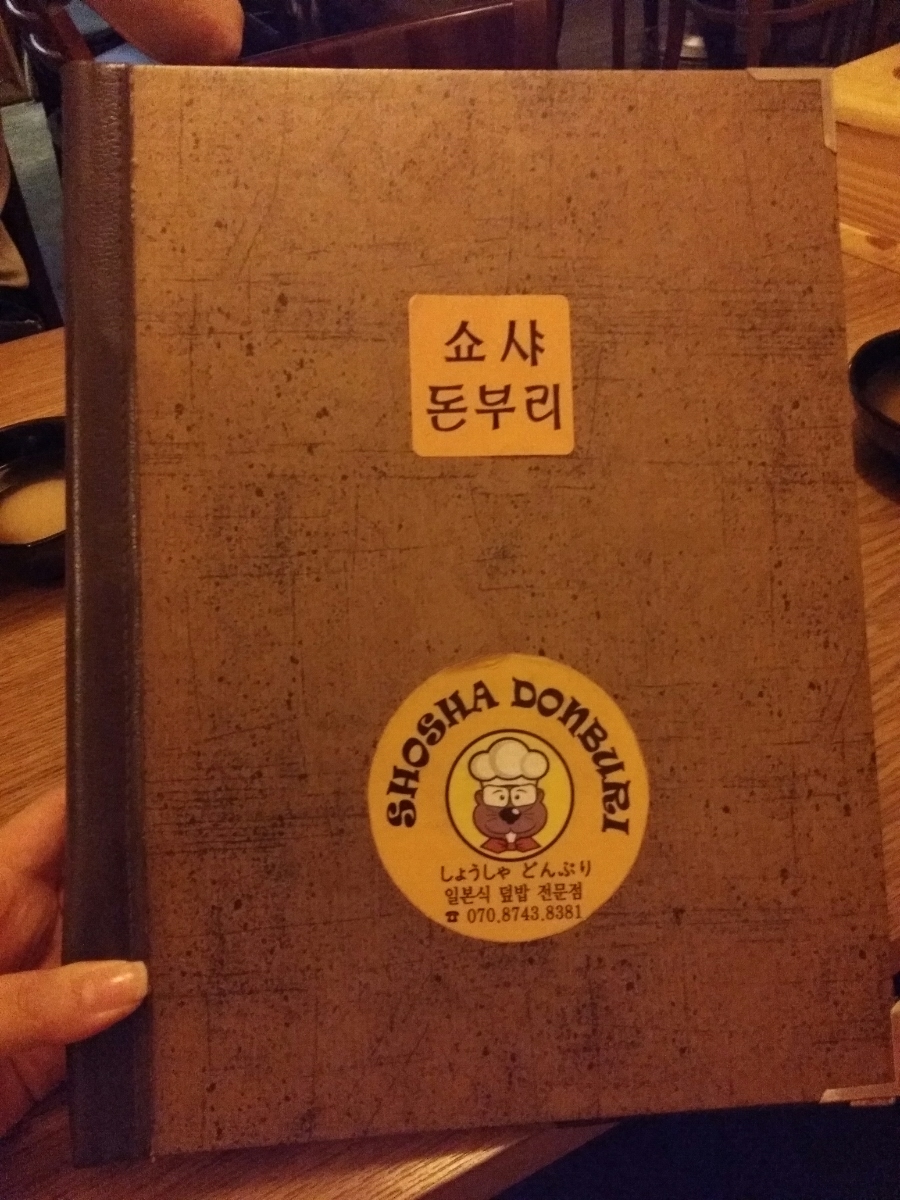 쇼샤
돈부리
SHOSHA DONBURI
しょうしゃ どんぶり
일본식 덮밥 전문점
☎ 070.8743.8381